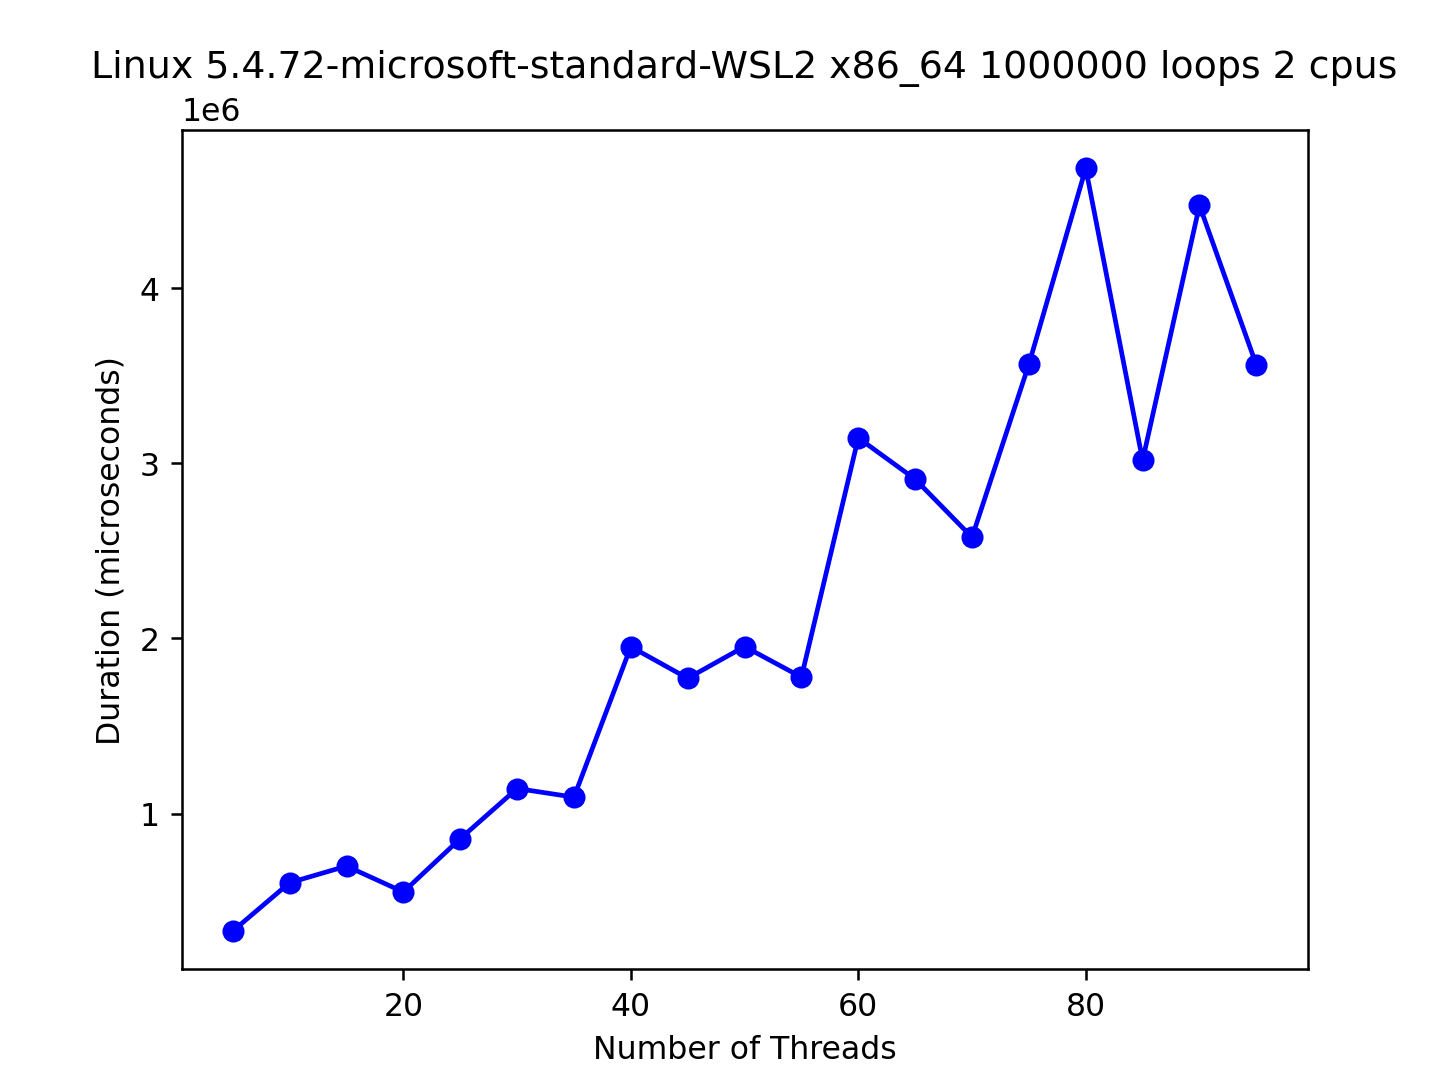 Linux 5.4.72-microsoft-standard-WSL2 x86_64 1000000 loops 2 cpus
1e6
4
3
2
1
Duration (microseconds)
20 40 60 80
Number of Threads